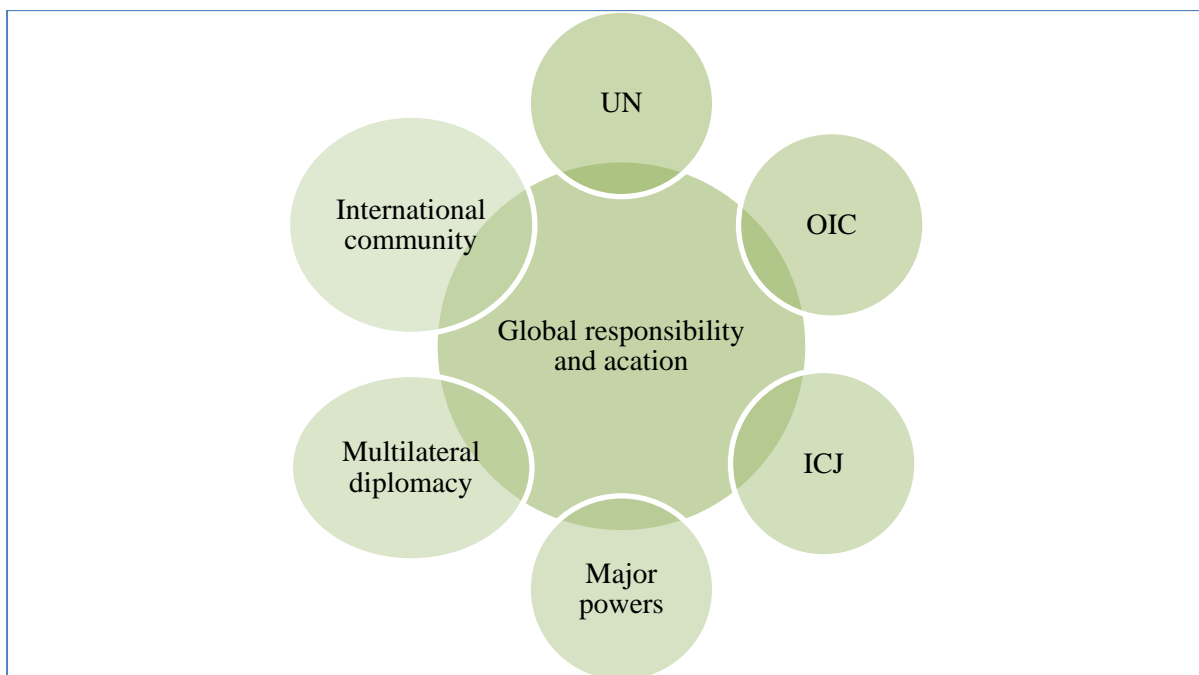 UN
OIC
International
community
Global responsibility
and acation
Multilateral
diplomacy
ICJ
Major
powers